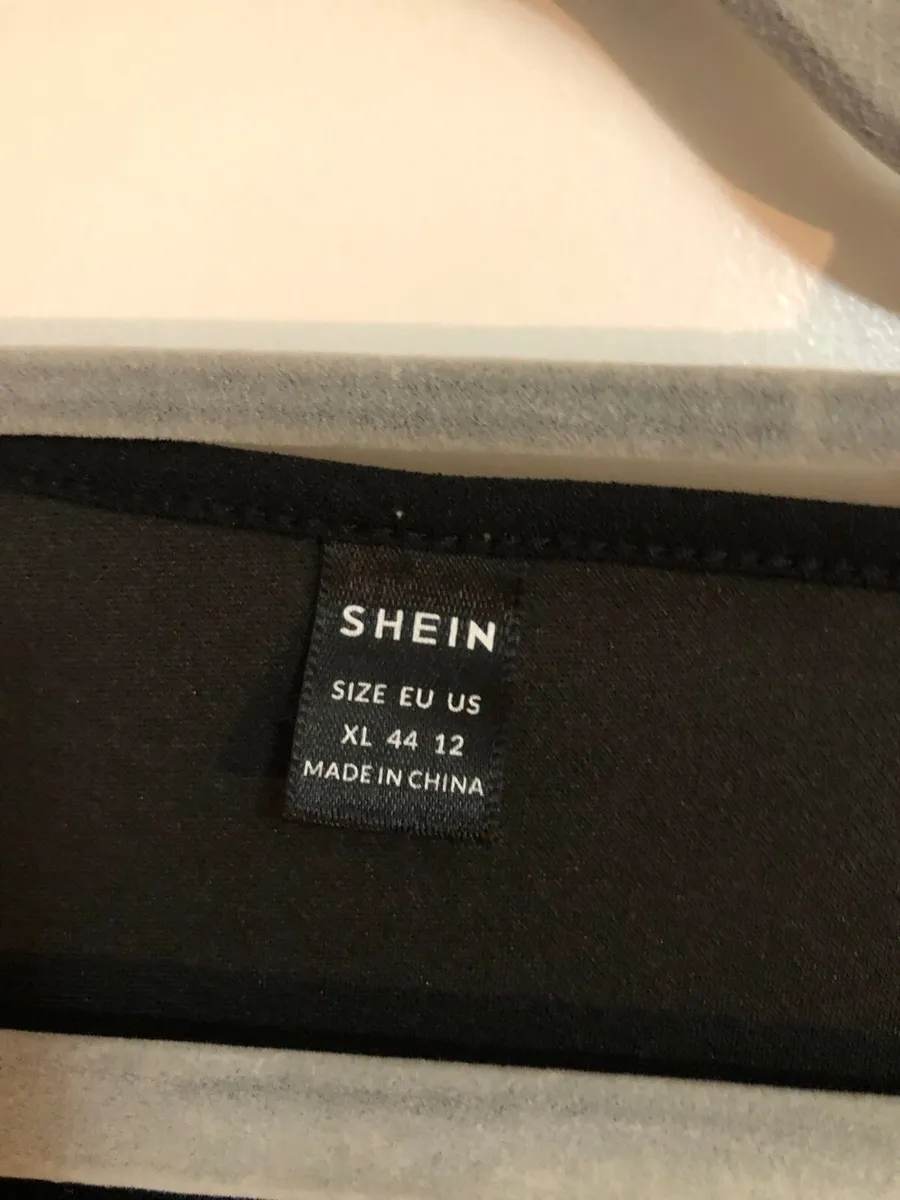 SHEIN
SIZE EU US
XL 44 12
MADE IN CHINA